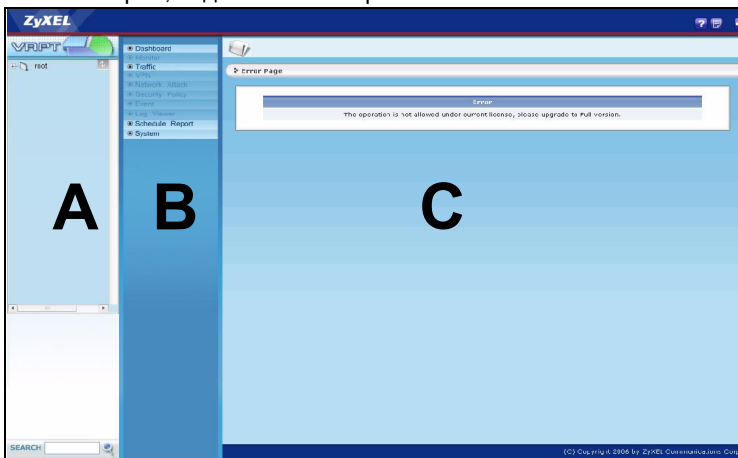 ZyXEL
VRPT
root
Dashboard
Monitor
Traffic
VPN
Network Attack
Security Policy
Event
Log Viewer
Schedule Report
System
Error Page
Error
The operation is not allowed under current license, please upgrade to Full version.
A
B
C
SEARCH
(C) Copyright 2006 by ZyXEL Communications Corp